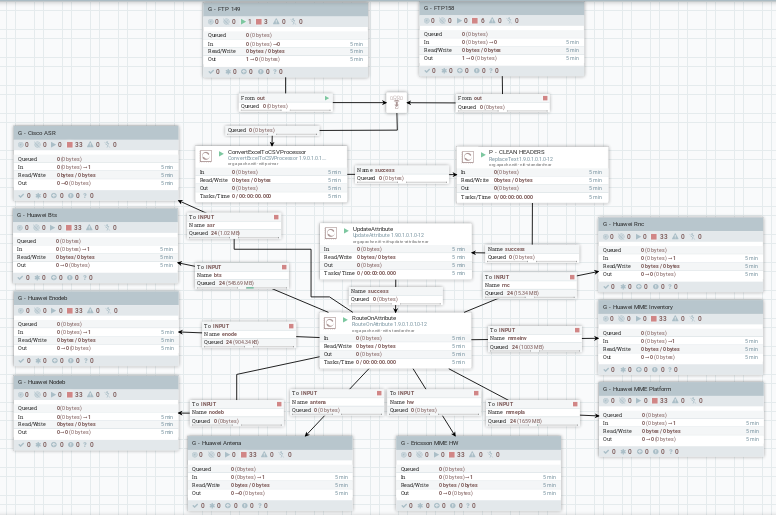 G - FTP 149
0 0 1 3 0 0
Queued 0 (0 bytes)
In 0 (0 bytes) → 0 5 min
Read/Write 0 bytes / 0 bytes 5 min
Out 1 → 0 (0 bytes) 5 min
0 0 0 0 0
G - FTP158
0 0 0 6 0 0
Queued 0 (0 bytes)
In 0 (0 bytes) → 0 5 min
Read/Write 0 bytes / 0 bytes 5 min
Out 1 → 0 (0 bytes) 5 min
0 0 0 0 0
From out
Queued 0 (0 bytes)
From out
Queued 0 (0 bytes)
Queued 0 (0 bytes)
G - Cisco ASR
0 0 0 33 0 0
Queued 0 (0 bytes)
In 0 (0 bytes) → 1 5 min
Read/Write 0 bytes / 0 bytes 5 min
Out 0 → 0 (0 bytes) 5 min
0 0 0 0 0
ConvertExcelToCSVProcessor
ConvertExcelToCSVProcessor 1.9.0.1.0.1...
In 0 (0 bytes) 5 min
Read/Write 0 bytes / 0 bytes 5 min
Out 0 (0 bytes) 5 min
Tasks/Time 0 / 00:00:00.000 5 min
Name success
Queued 0 (0 bytes)
P - CLEAN HEADERS
ReplaceText 1.9.0.1.0.1.0-12
In 0 (0 bytes) 5 min
Read/Write 0 bytes / 0 bytes 5 min
Out 0 (0 bytes) 5 min
Tasks/Time 0 / 00:00:00.000 5 min
G - Huawei Bts
0 0 0 33 0 0
Queued 0 (0 bytes)
In 0 (0 bytes) → 1 5 min
Read/Write 0 bytes / 0 bytes 5 min
Out 0 → 0 (0 bytes) 5 min
0 0 0 0 0
To INPUT
Name asr
Queued 24 (1.02 MB)
UpdateAttribute
UpdateAttribute 1.9.0.1.0.1.0-12
In 0 (0 bytes) 5 min
Read/Write 0 bytes / 0 bytes 5 min
Out 0 (0 bytes) 5 min
Tasks/Time 0 / 00:00:00.000 5 min
Name success
Queued 0 (0 bytes)
G - Huawei Rnc
0 0 0 33 0 0
Queued 0 (0 bytes)
In 0 (0 bytes) → 1 5 min
Read/Write 0 bytes / 0 bytes 5 min
Out 0 → 0 (0 bytes) 5 min
0 0 0 0 0
To INPUT
Name bts
Queued 24 (546.69 MB)
To INPUT
Name rnc
Queued 24 (15.34 MB)
Name success
Queued 0 (0 bytes)
G - Huawei Enodeb
0 0 0 33 0 0
Queued 0 (0 bytes)
In 0 (0 bytes) → 1 5 min
Read/Write 0 bytes / 0 bytes 5 min
Out 0 → 0 (0 bytes) 5 min
0 0 0 0 0
To INPUT
Name enode
Queued 24 (904.34 KB)
RouteOnAttribute
RouteOnAttribute 1.9.0.1.0.1.0-12
In 0 (0 bytes) 5 min
Read/Write 0 bytes / 0 bytes 5 min
Out 0 (0 bytes) 5 min
Tasks/Time 0 / 00:00:00.000 5 min
To INPUT
Name mmeinv
Queued 24 (1003 MB)
G - Huawei MME Inventory
0 0 0 33 0 0
Queued 0 (0 bytes)
In 0 (0 bytes) → 1 5 min
Read/Write 0 bytes / 0 bytes 5 min
Out 0 → 0 (0 bytes) 5 min
0 0 0 0 0
G - Huawei Nodeb
0 0 0 33 0 0
Queued 0 (0 bytes)
In 0 (0 bytes) → 1 5 min
Read/Write 0 bytes / 0 bytes 5 min
Out 0 → 0 (0 bytes) 5 min
0 0 0 0 0
To INPUT
Name nodeb
Queued 0 (0 bytes)
To INPUT
Name antena
Queued 0 (0 bytes)
To INPUT
Name hw
Queued 0 (0 bytes)
To INPUT
Name mmepla
Queued 24 (16.59 MB)
G - Huawei MME Platform
0 0 0 33 0 0
Queued 0 (0 bytes)
In 0 (0 bytes) → 1 5 min
Read/Write 0 bytes / 0 bytes 5 min
Out 0 → 0 (0 bytes) 5 min
0 0 0 0 0
G - Huawei Antena
0 0 0 33 0 0
Queued 0 (0 bytes)
In 0 (0 bytes) → 1 5 min
Read/Write 0 bytes / 0 bytes 5 min
Out 0 → 0 (0 bytes) 5 min
0 0 0 0 0
G - Ericsson MME HW
0 0 0 33 0 0
Queued 0 (0 bytes)
In 0 (0 bytes) → 1 5 min
Read/Write 0 bytes / 0 bytes 5 min
Out 0 → 0 (0 bytes) 5 min
0 0 0 0 0